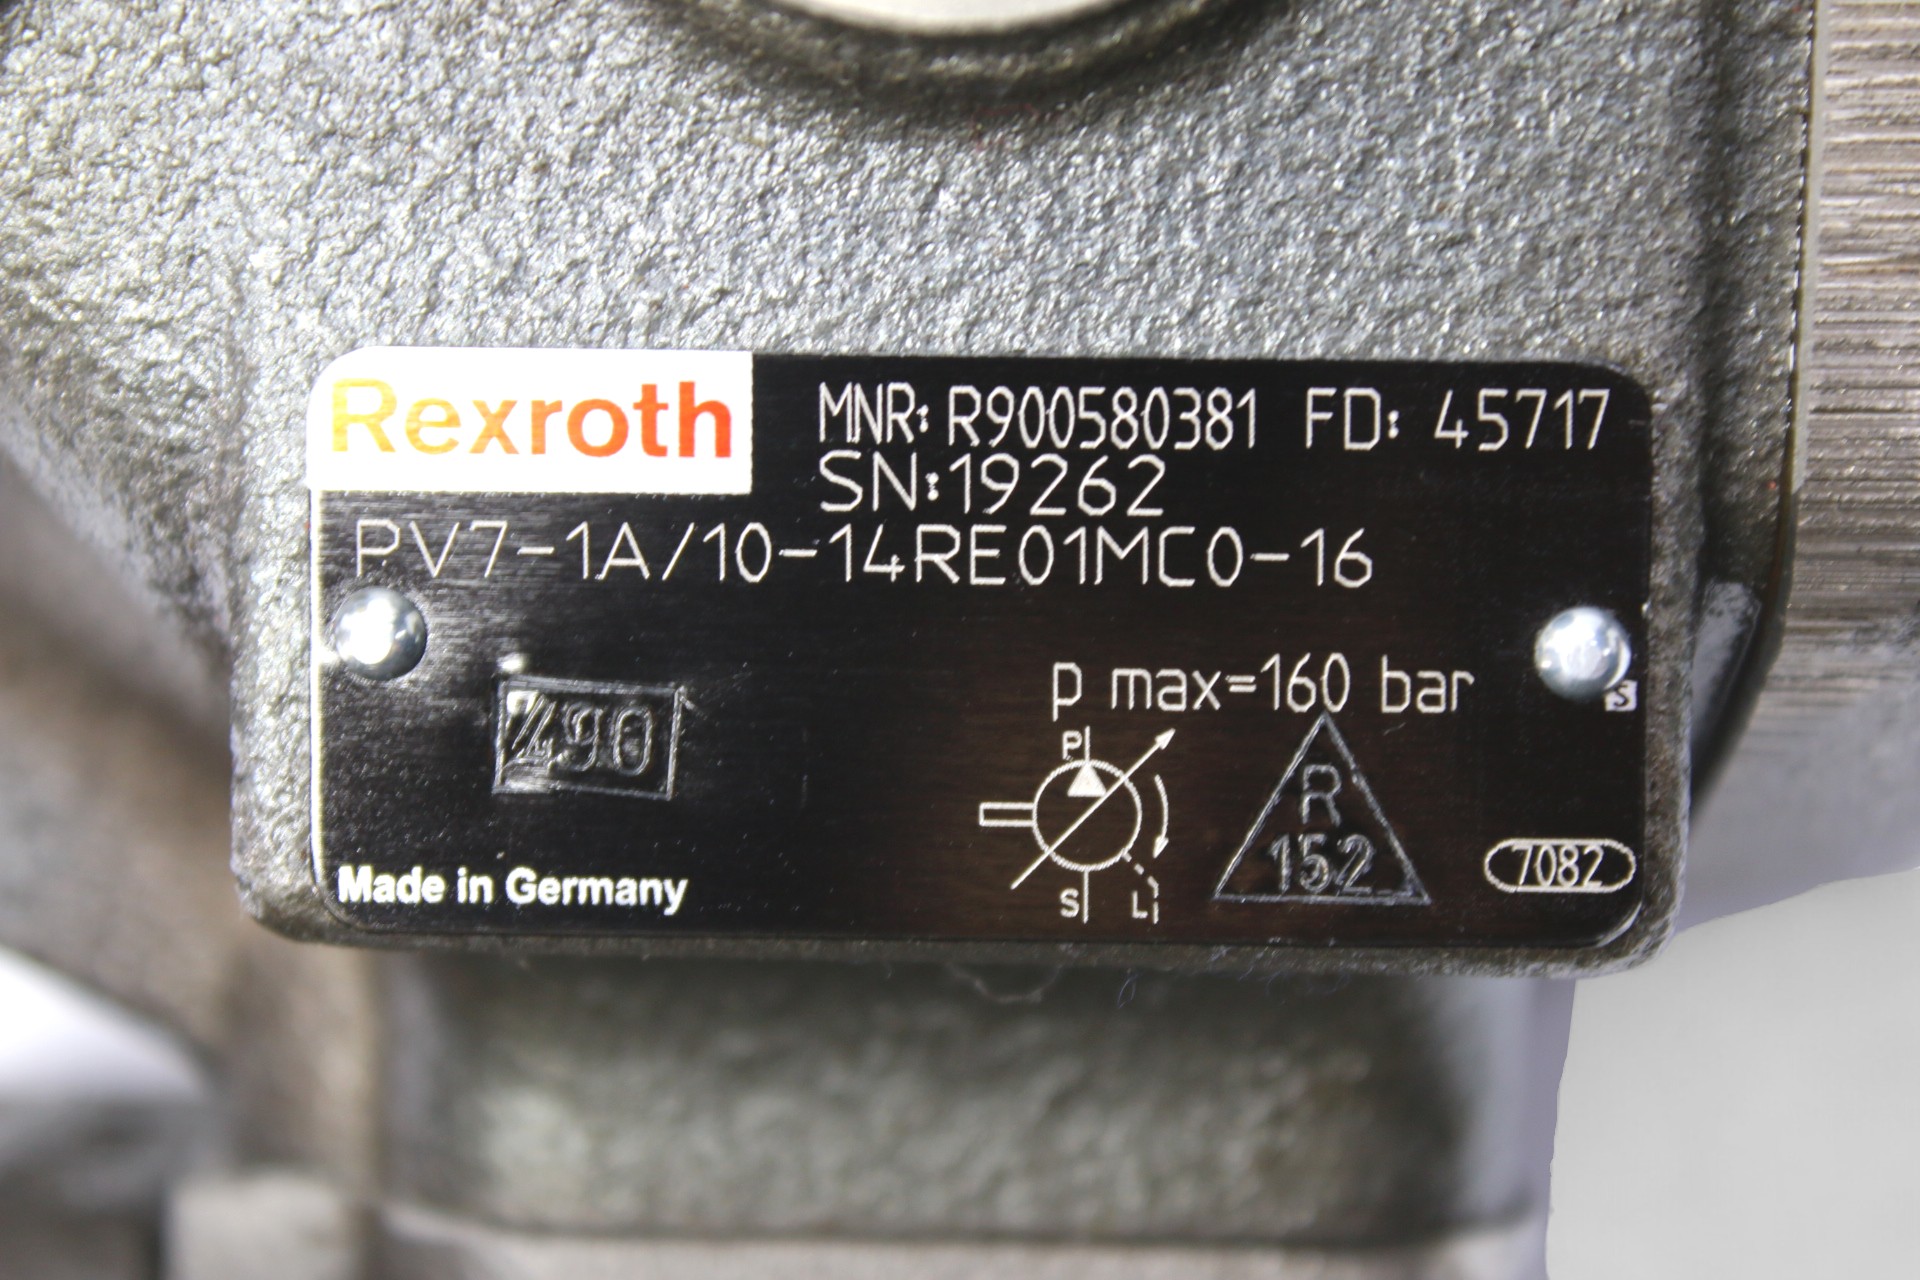 Rexroth MNR: R900580381 FD: 45717
SN:19262
PV7-1A/10-14RE01MC0-16
p max=160 bar
490
P
R
152
7082
S
S L
Made in Germany